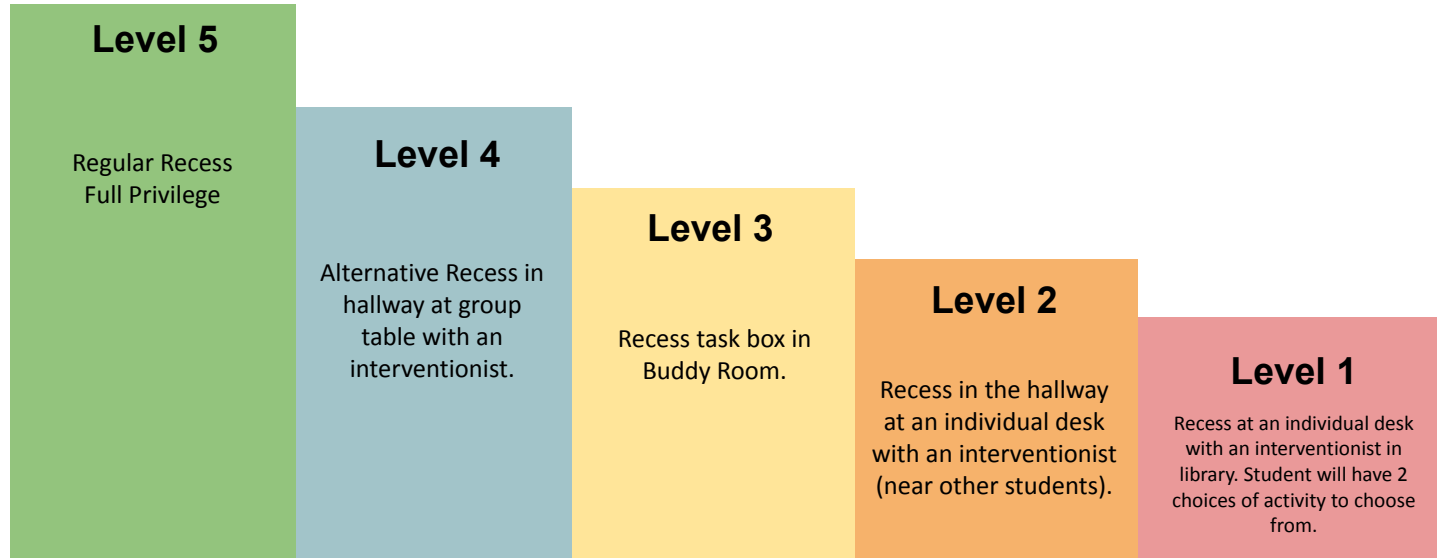 Level 5
Regular Recess
Full Privilege
Level 4
Alternative Recess in
hallway at group
table with an
interventionist.
Level 3
Recess task box in
Buddy Room.
Level 2
Recess in the hallway
at an individual desk
with an interventionist
(near other students).
Level 1
Recess at an individual desk
with an interventionist in
library. Student will have 2
choices of activity to choose
from.